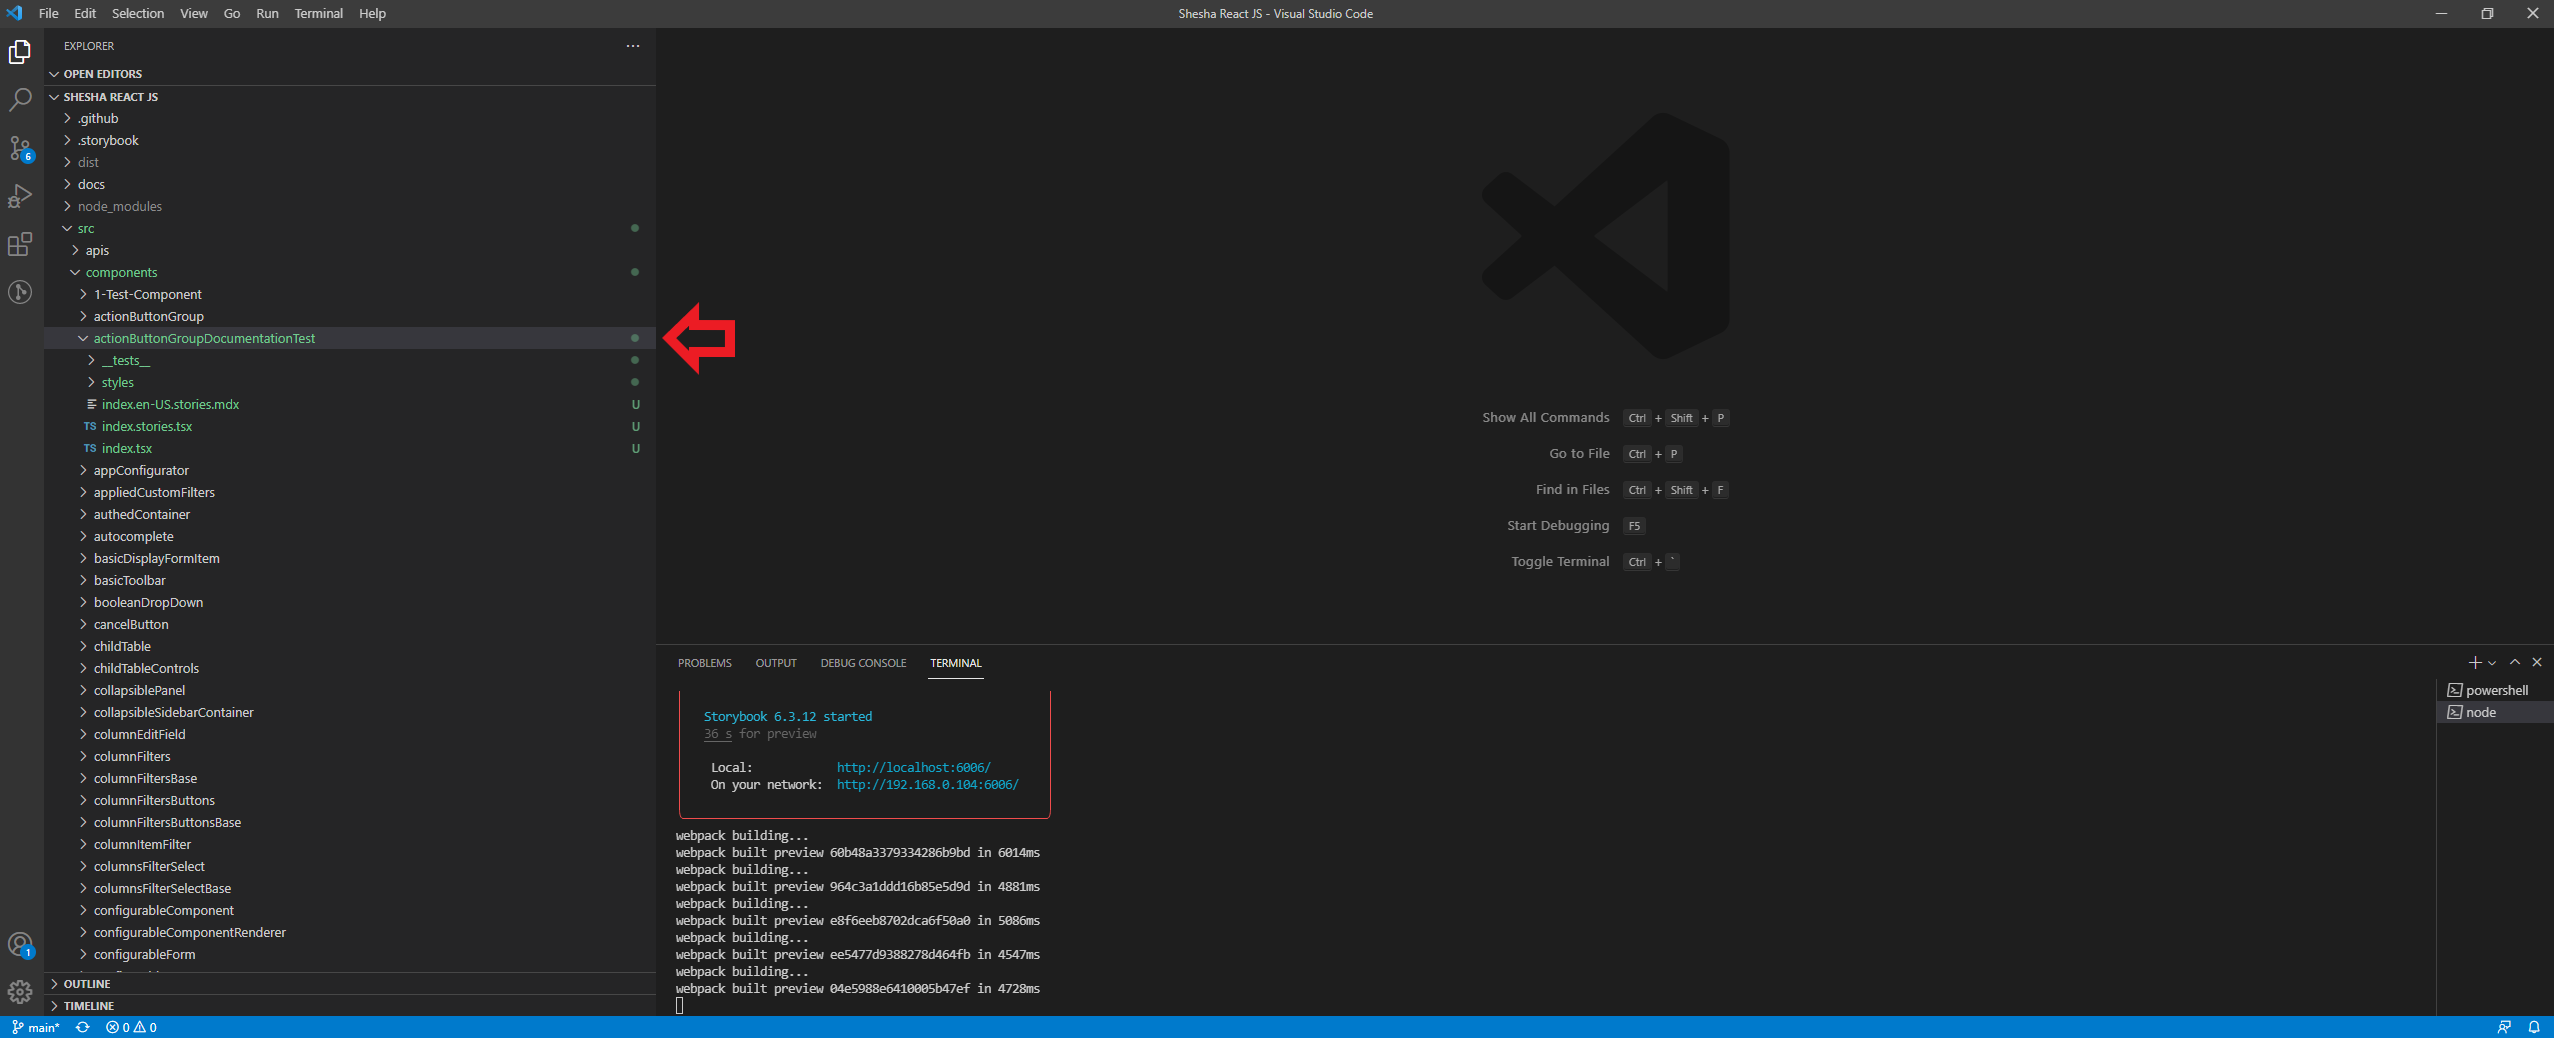 File Edit Selection View Go Run Terminal Help
Shesha React JS - Visual Studio Code
EXPLORER
OPEN EDITORS
SHESHA REACT JS
.github
.storybook
dist
docs
node_modules
src
apis
components
1-Test-Component
actionButtonGroup
actionButtonGroupDocumentationTest
__tests__
styles
index.en-US.stories.mdx U
TS index.stories.tsx U
TS index.tsx U
appConfigurator
appliedCustomFilters
authedContainer
autocomplete
basicDisplayFormItem
basicToolbar
booleanDropDown
cancelButton
childTable
childTableControls
collapsiblePanel
collapsibleSidebarContainer
columnEditField
columnFilters
columnFiltersBase
columnFiltersButtons
columnFiltersButtonsBase
columnItemFilter
columnsFilterSelect
columnsFilterSelectBase
configurableComponent
configurableComponentRenderer
configurableForm
OUTLINE
TIMELINE
6
1
Show All Commands Ctrl + Shift + P
Go to File Ctrl + P
Find in Files Ctrl + Shift + F
Start Debugging F5
Toggle Terminal Ctrl + `
PROBLEMS OUTPUT DEBUG CONSOLE TERMINAL
Storybook 6.3.12 started
36 s for preview
Local: http://localhost:6006/
On your network: http://192.168.0.104:6006/
webpack building...
webpack built preview 60b48a3379334286b9bd in 6014ms
webpack building...
webpack built preview 964c3a1ddd16b85e5d9d in 4881ms
webpack building...
webpack built preview e8f6eeb8702dca6f50a0 in 5086ms
webpack building...
webpack built preview ee5477d9388278d464fb in 4547ms
webpack building...
webpack built preview 04e5988e6410005b47ef in 4728ms
powershell
node
main* 0 0